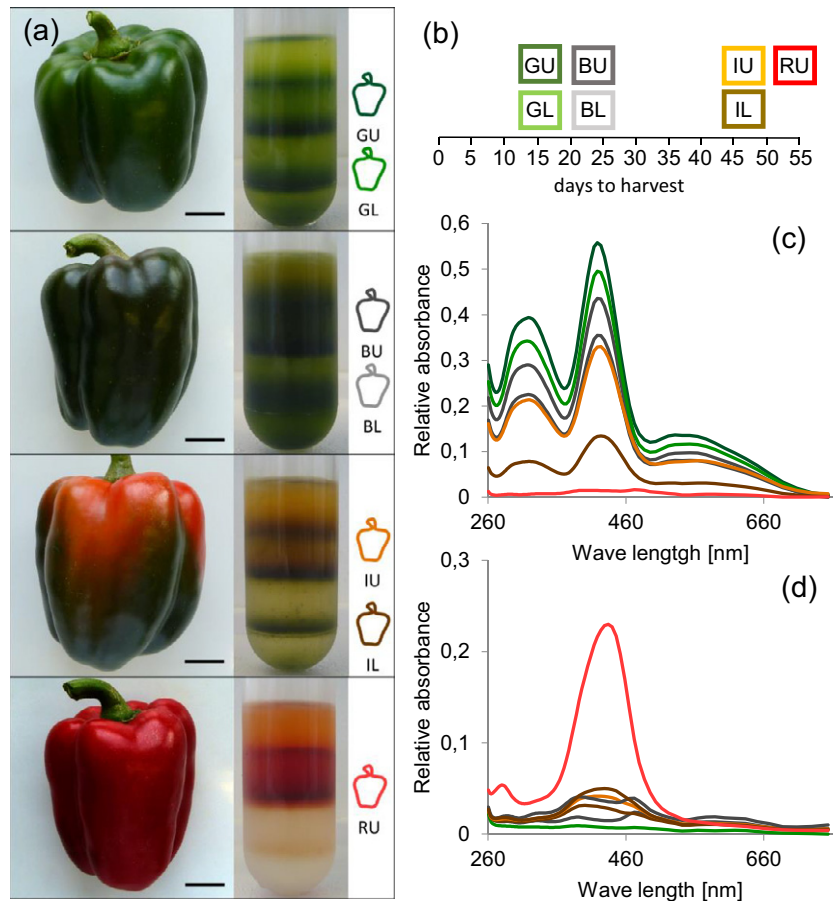 (a)
GU
GL
BU
BL
IU
IL
RU
(b)
GU BU IU RU
GL BL IL
0 5 10 15 20 25 30 35 40 45 50 55
days to harvest
(c)
0,6
0,5
0,4
0,3
0,2
0,1
0
Relative absorbance
260 460 660
Wave lengtgh [nm]
(d)
0,3
0,2
0,1
0
Relative absorbance
260 460 660
Wave length [nm]